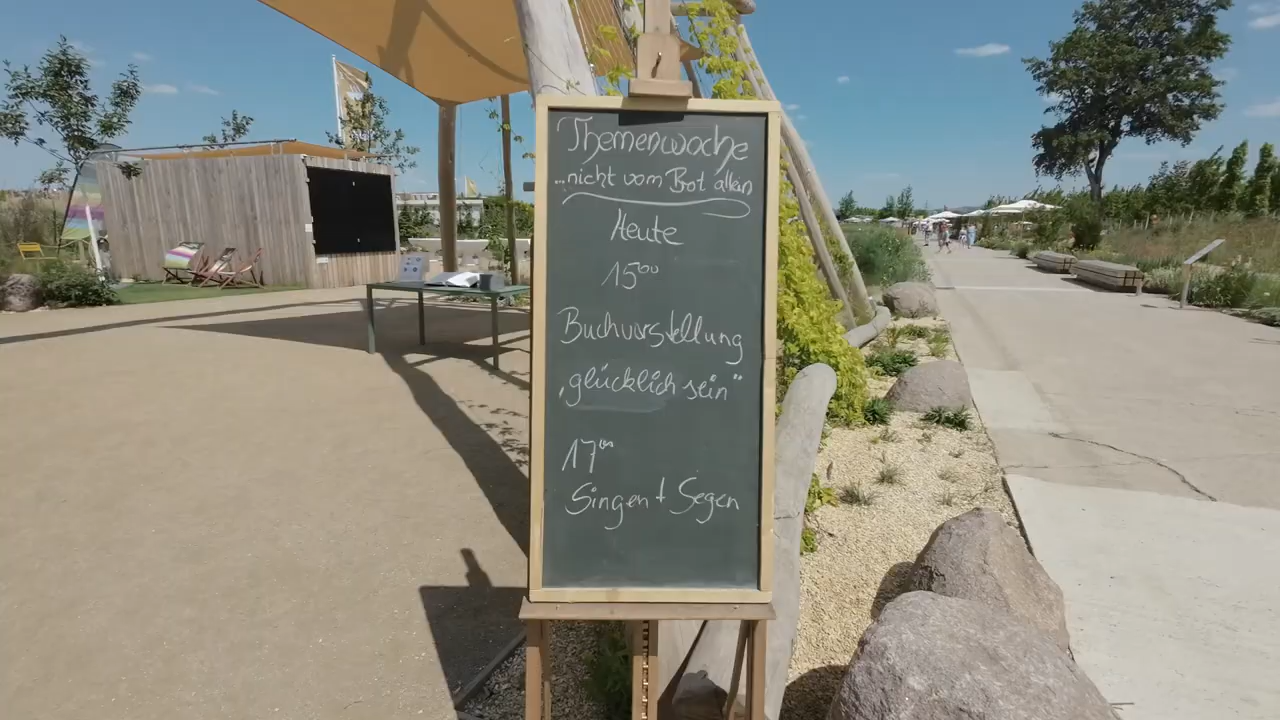 Themenwoche
...nicht vom Brot allein
Heute
15⁰⁰
Buchvorstellung
„glücklich sein"
17⁰⁰
Singen + Segen